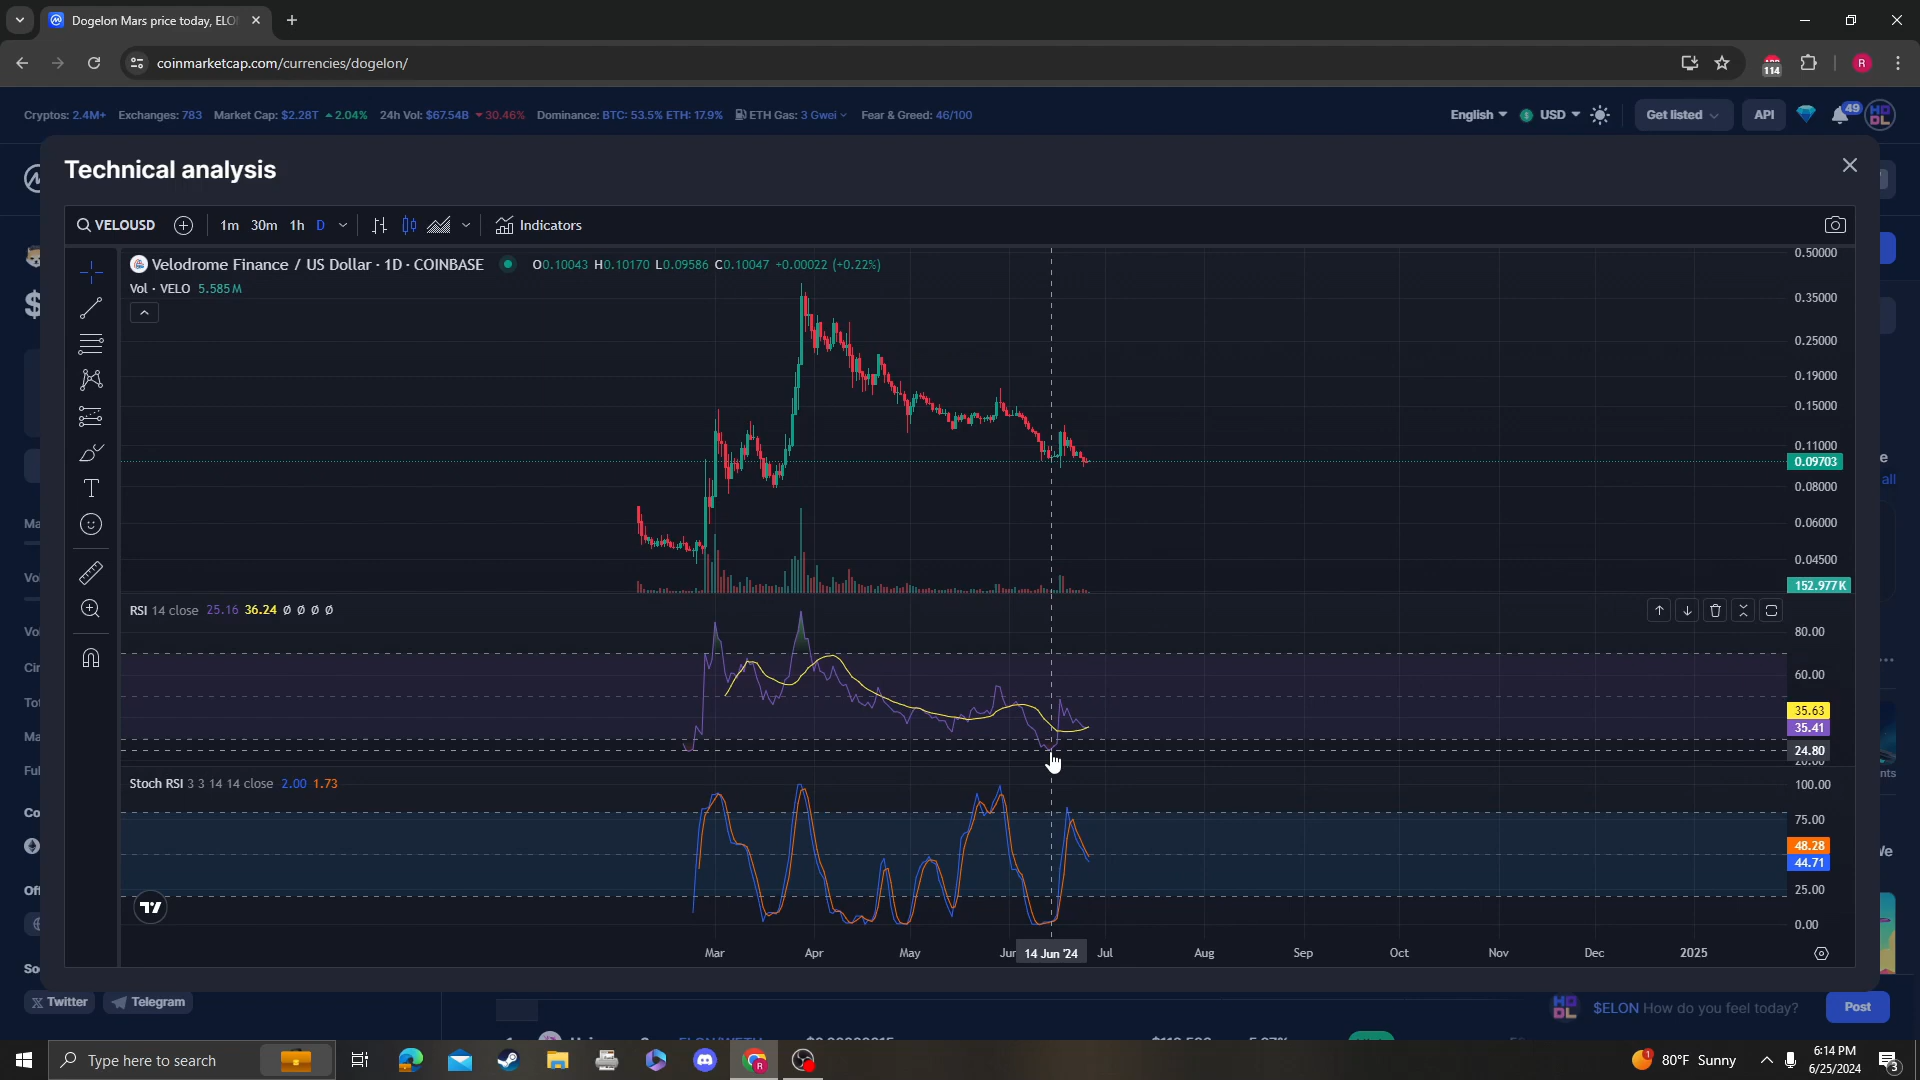 Dogelon Mars price today, ELO
coinmarketcap.com/currencies/dogelon/
114
R
Cryptos: 2.4M+ Exchanges: 783 Market Cap: $2.28T 2.04% 24h Vol: $67.54B 30.46% Dominance: BTC: 53.5% ETH: 17.9% ETH Gas: 3 Gwei Fear & Greed: 46/100
English USD Get listed API 49
Technical analysis
VELOUSD 1m 30m 1h D Indicators
Velodrome Finance / US Dollar · 1D · COINBASE O0.10043 H0.10170 L0.09586 C0.10047 +0.00022 (+0.22%)
Vol · VELO 5.585M
0.50000
0.35000
0.25000
0.19000
0.15000
0.11000
0.09703
0.08000
0.06000
0.04500
152.977K
RSI 14 close 25.16 36.24 Ø Ø Ø Ø
80.00
60.00
35.63
35.41
24.80
Stoch RSI 3 3 14 14 close 2.00 1.73
100.00
75.00
48.28
44.71
25.00
0.00
Mar Apr May Jun 14 Jun '24 Jul Aug Sep Oct Nov Dec 2025
Twitter Telegram
$ELON How do you feel today? Post
Type here to search
80°F Sunny
6:14 PM
6/25/2024
3